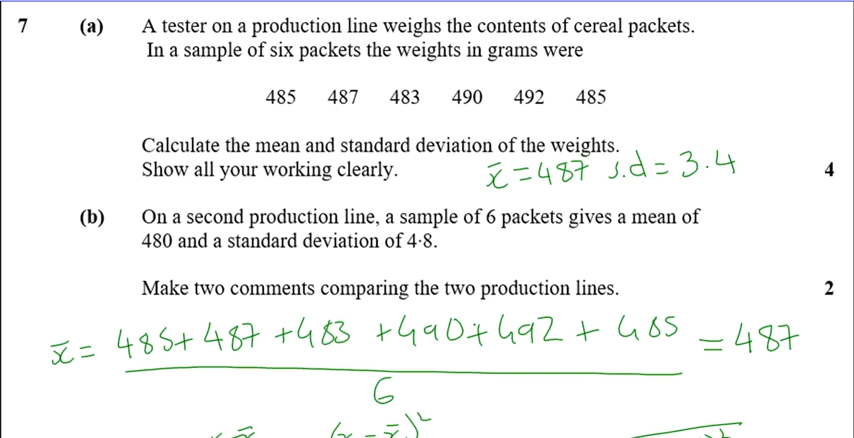 7 (a) A tester on a production line weighs the contents of cereal packets.
In a sample of six packets the weights in grams were
485 487 483 490 492 485
Calculate the mean and standard deviation of the weights.
Show all your working clearly. x̄ = 487 s.d = 3.4 4
(b) On a second production line, a sample of 6 packets gives a mean of
480 and a standard deviation of 4·8.
Make two comments comparing the two production lines. 2
x̄ = 485+ 487 +483 +490+492 + 485 = 487
6
(x - x̄)²